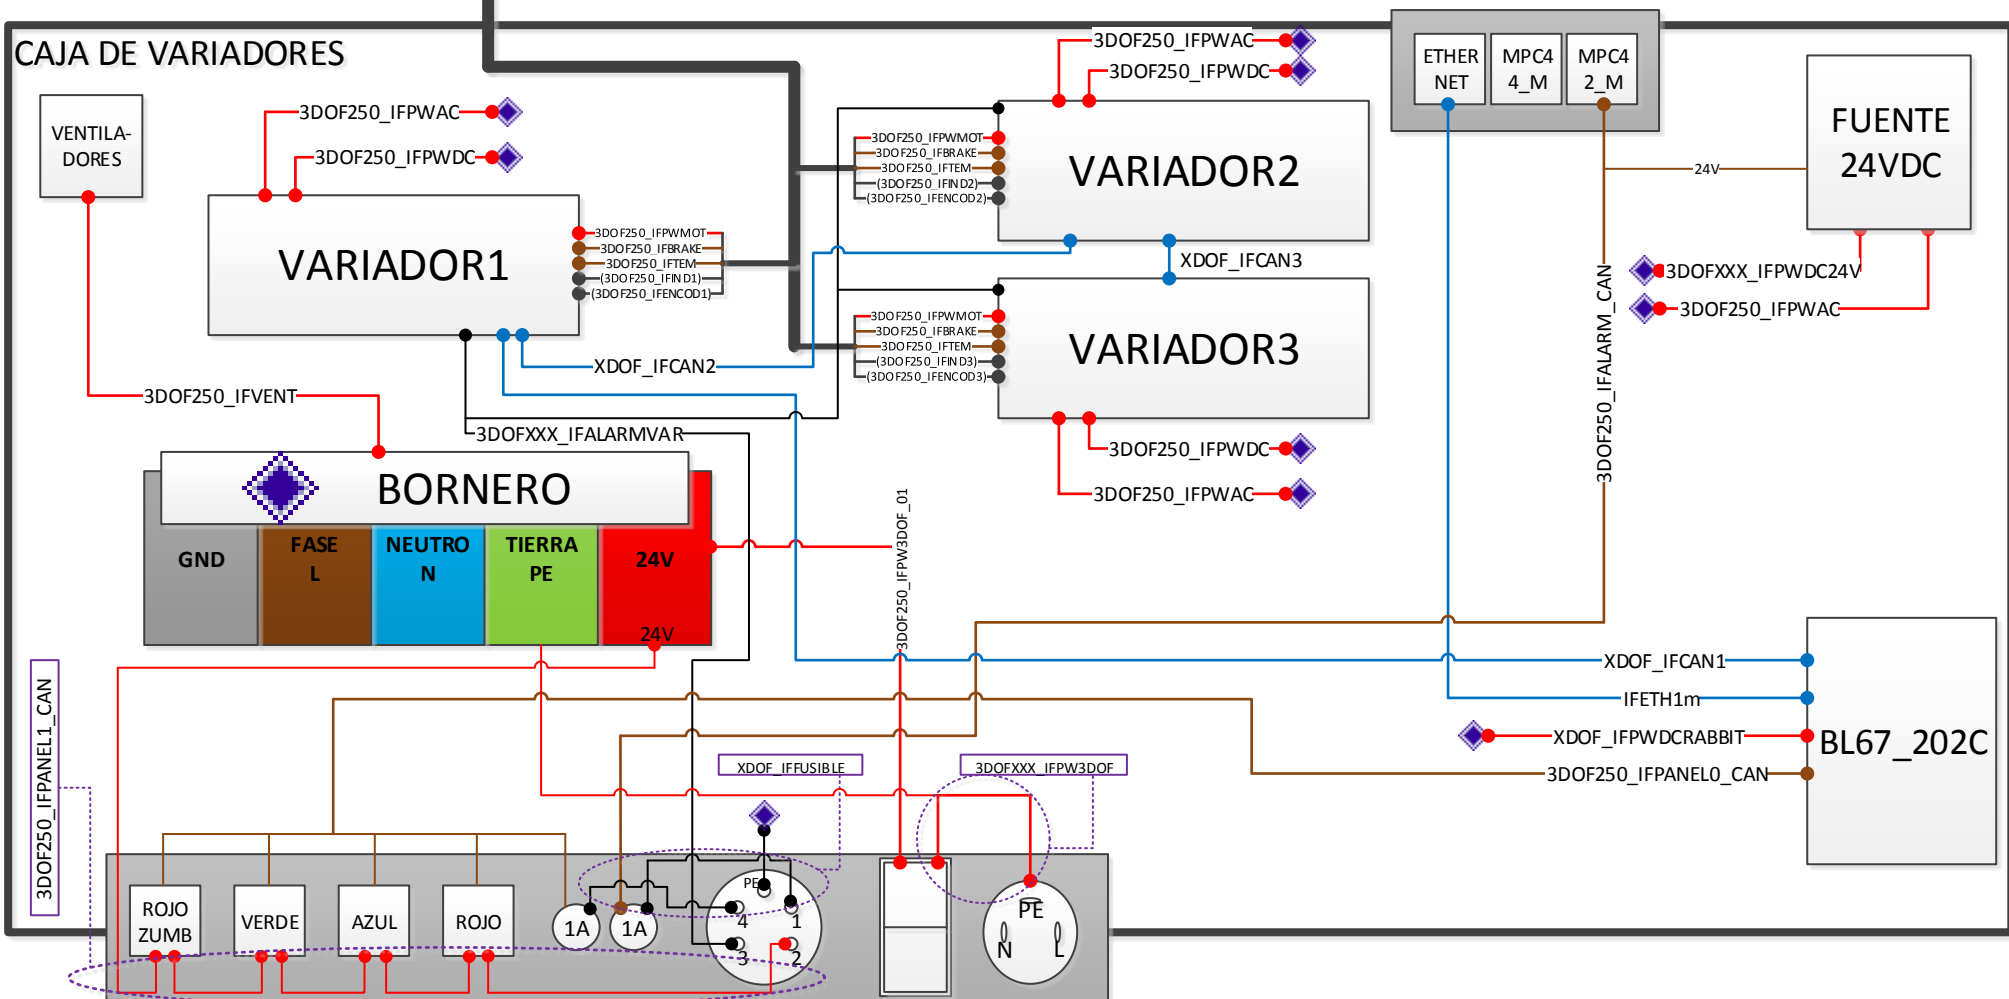 CAJA DE VARIADORES
VENTILA-
DORES
3DOF250_IFPWAC
3DOF250_IFPWDC
VARIADOR1
3DOF250_IFPWMOT
3DOF250_IFBRAKE
3DOF250_IFTEM
(3DOF250_IFIND1)
(3DOF250_IFENCOD1)
3DOF250_IFPWAC
3DOF250_IFPWDC
3DOF250_IFPWMOT
3DOF250_IFBRAKE
3DOF250_IFTEM
(3DOF250_IFIND2)
(3DOF250_IFENCOD2)
VARIADOR2
XDOF_IFCAN3
3DOF250_IFPWMOT
3DOF250_IFBRAKE
3DOF250_IFTEM
(3DOF250_IFIND3)
(3DOF250_IFENCOD3)
VARIADOR3
3DOF250_IFPWDC
3DOF250_IFPWAC
ETHER
NET
MPC4
4_M
MPC4
2_M
FUENTE
24VDC
24V
3DOFXXX_IFPWDC24V
3DOF250_IFPWAC
3DOF250_IFALARM_CAN
XDOF_IFCAN2
3DOF250_IFVENT
3DOFXXX_IFALARMVAR
BORNERO
GND
FASE
L
NEUTRO
N
TIERRA
PE
24V
24V
3DOF250_IFPW3DOF_01
XDOF_IFCAN1
IFETH1m
XDOF_IFPWDCRABBIT
3DOF250_IFPANEL0_CAN
BL67_202C
3DOF250_IFPANEL1_CAN
XDOF_IFFUSIBLE
3DOFXXX_IFPW3DOF
ROJO
ZUMB
VERDE
AZUL
ROJO
1A
1A
PE
4
1
3
2
PE
N
L